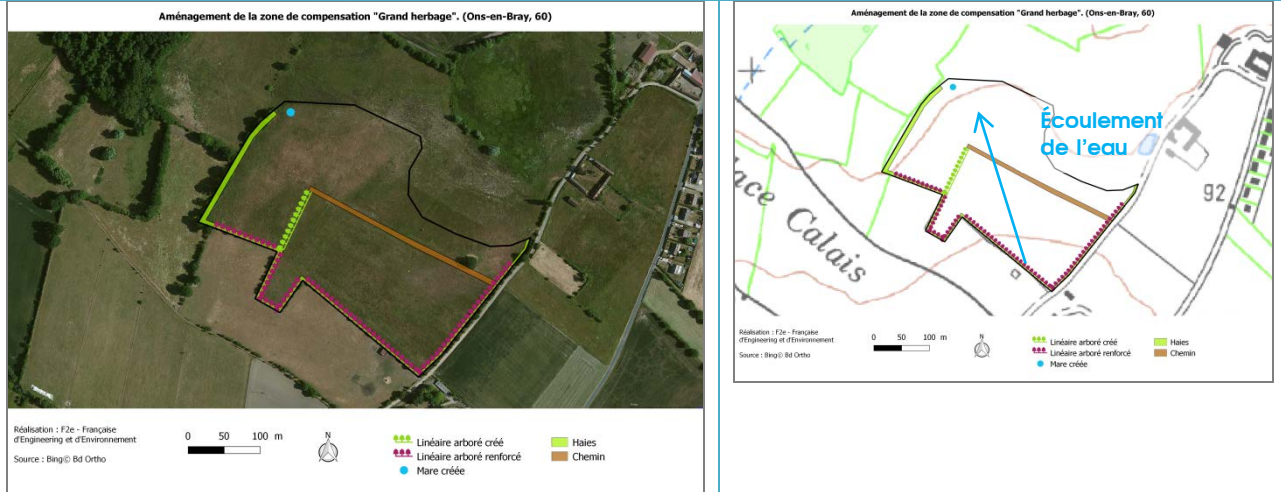 Aménagement de la zone de compensation "Grand herbage". (Ons-en-Bray, 60)
Réalisation : F2e - Française
d'Engineering et d'Environnement
Source : Bing© Bd Ortho
0 50 100 m
N
Linéaire arboré créé
Linéaire arboré renforcé
Mare créée
Haies
Chemin
Aménagement de la zone de compensation "Grand herbage". (Ons-en-Bray, 60)
Écoulement
de l'eau
ace Calais
92
Réalisation : F2e - Française
d'Engineering et d'Environnement
Source : Bing© Bd Ortho
0 50 100 m
N
Linéaire arboré créé
Linéaire arboré renforcé
Mare créée
Haies
Chemin